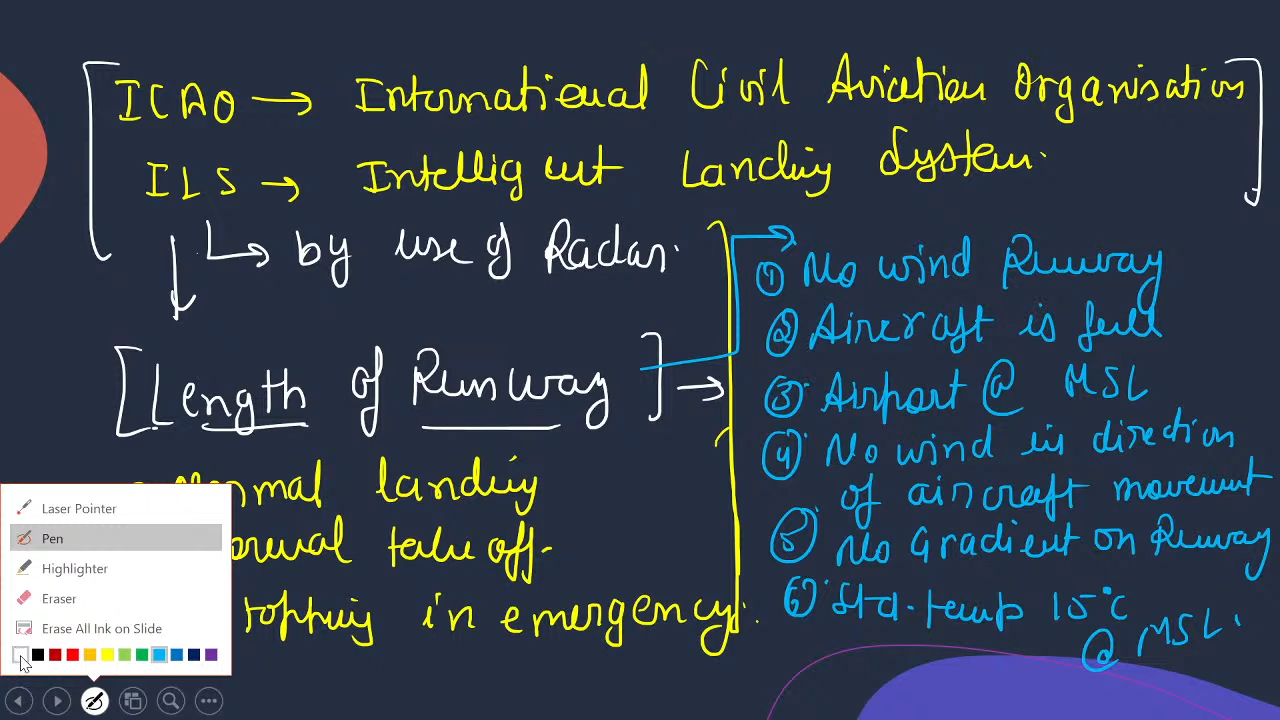 ICAO → International Civil Aviation Organisation
ILS → Intelligent Landing System.
↳ by use of Radar.
[Length of Runway] →
Normal landing
ormal take off.
topping in emergency.
① No wind Runway
② Aircraft is full
③ Airport @ MSL
④ No wind in direction
of aircraft movement
⑤ No Gradient on Runway
⑥ Std. temp 15°C
@ MSL.
Laser Pointer
Pen
Highlighter
Eraser
Erase All Ink on Slide